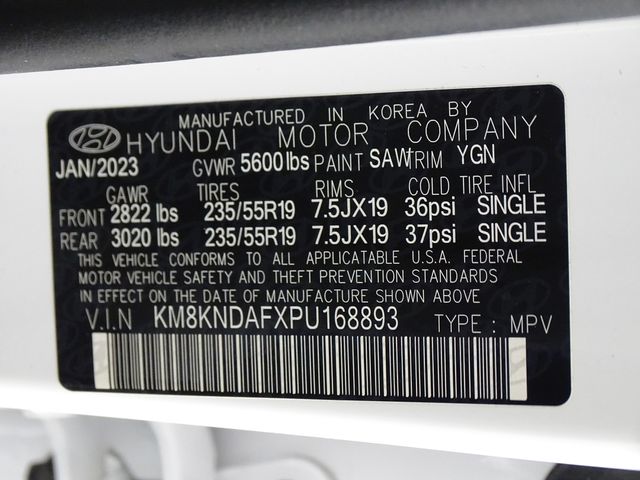 MANUFACTURED IN KOREA BY
HYUNDAI MOTOR COMPANY
JAN/2023 GVWR 5600lbs PAINT SAW TRIM YGN
GAWR TIRES RIMS COLD TIRE INFL
FRONT 2822 lbs 235/55R19 7.5JX19 36psi SINGLE
REAR 3020 lbs 235/55R19 7.5JX19 37psi SINGLE
THIS VEHICLE CONFORMS TO ALL APPLICATABLE U.S.A. FEDERAL
MOTOR VEHICLE SAFETY AND THEFT PREVENTION STANDARDS
IN EFFECT ON THE DATE OF MANUFACTURE SHOWN ABOVE
V.I.N KM8KNDAFXPU168893 TYPE : MPV